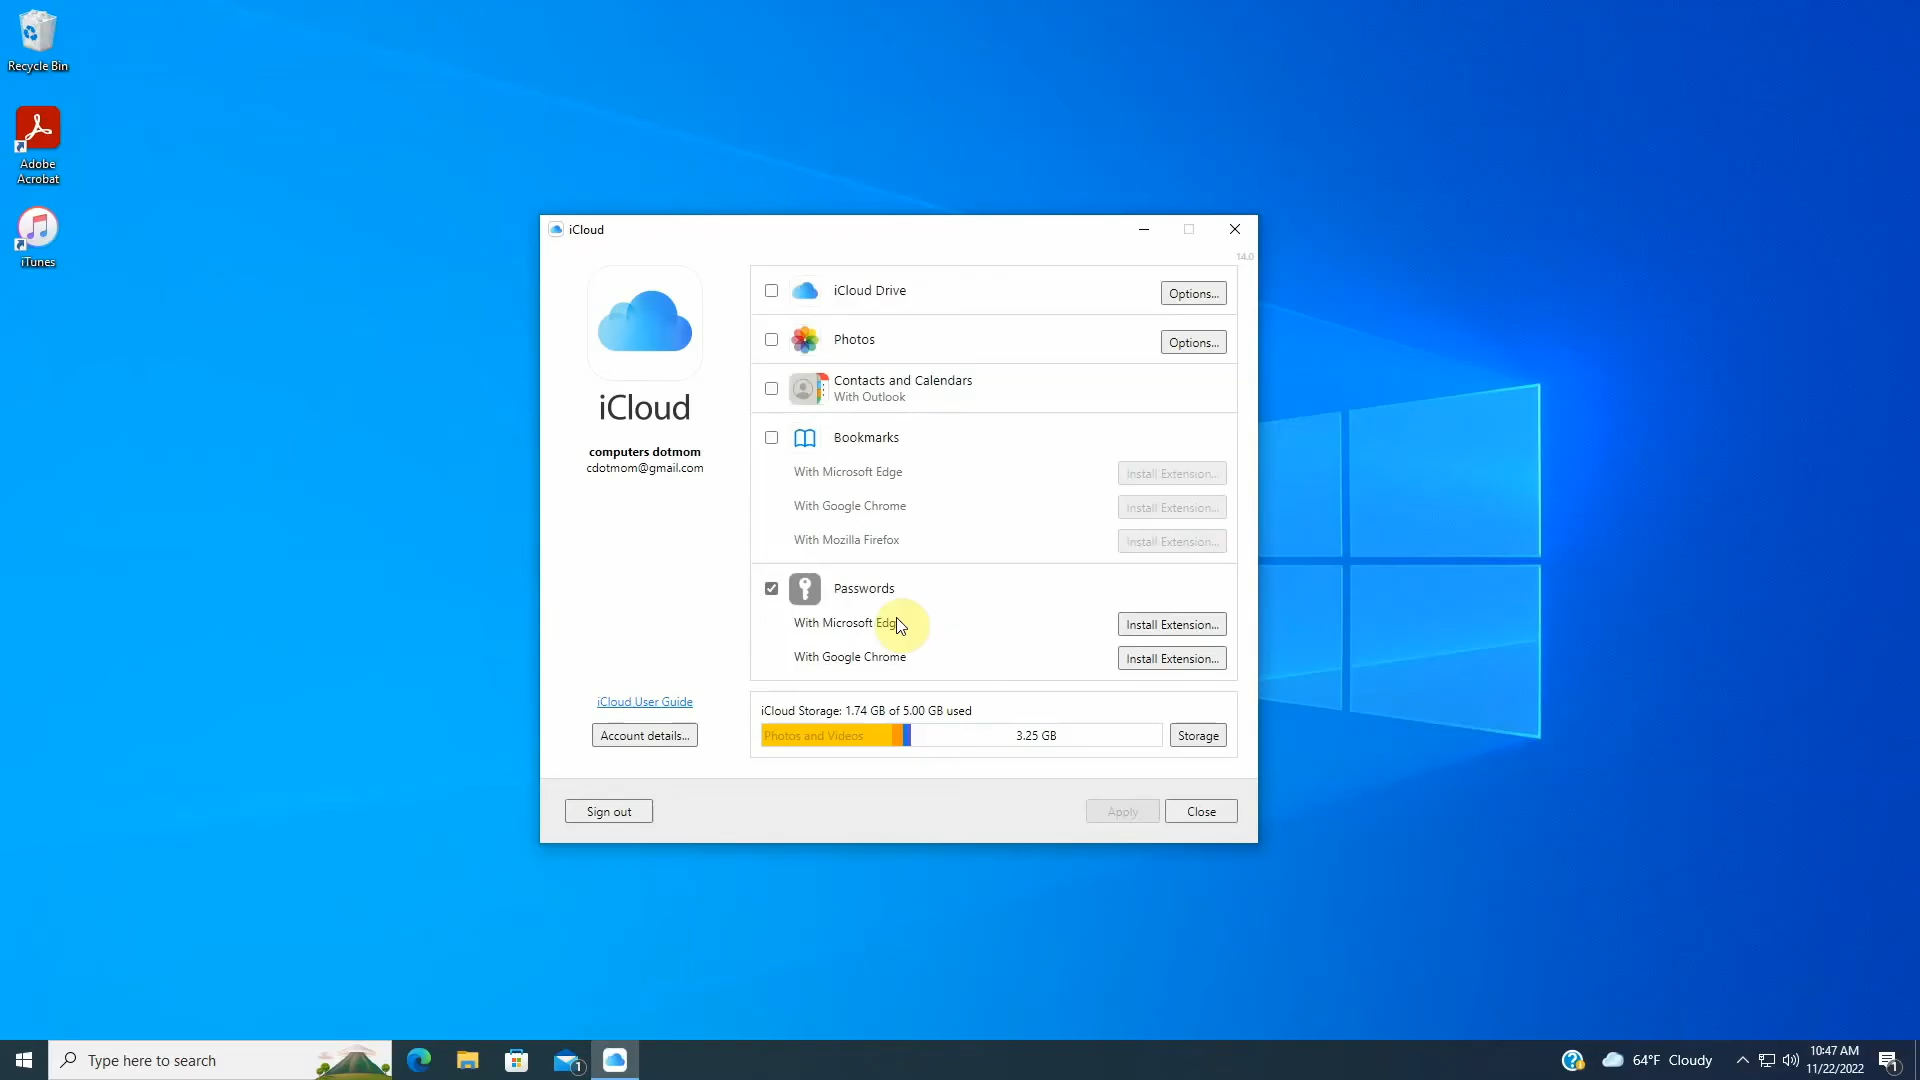 Recycle Bin
Adobe
Acrobat
iTunes
iCloud
14.0
iCloud
computers dotmom
cdotmom@gmail.com
iCloud User Guide
Account details...
iCloud Drive
Options...
Photos
Options...
Contacts and Calendars
With Outlook
Bookmarks
With Microsoft Edge
Install Extension...
With Google Chrome
Install Extension...
With Mozilla Firefox
Install Extension...
Passwords
With Microsoft Edge
Install Extension...
With Google Chrome
Install Extension...
iCloud Storage: 1.74 GB of 5.00 GB used
Photos and Videos
3.25 GB
Storage
Sign out
Apply
Close
Type here to search
1
64°F Cloudy
10:47 AM
11/22/2022
1